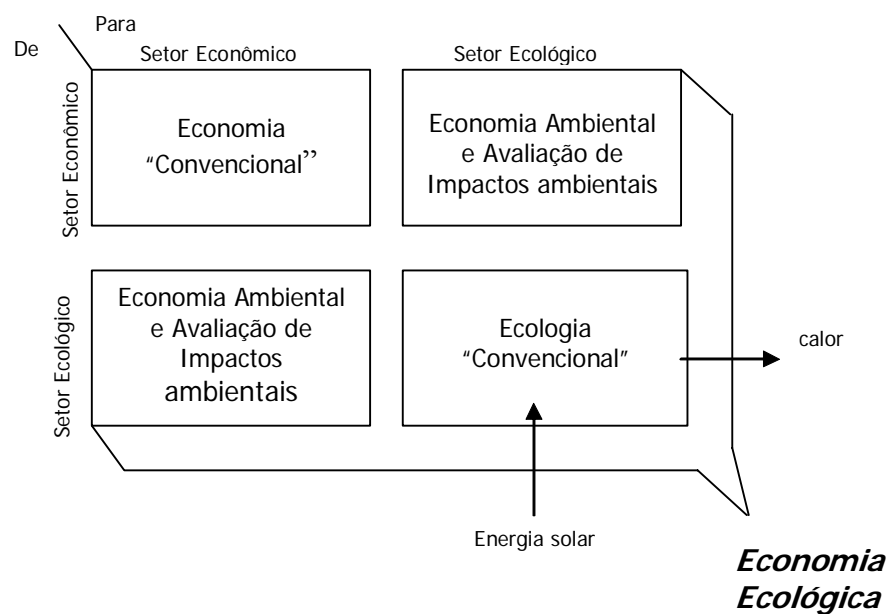 Para
De
Setor Econômico
Setor Ecológico
Setor Econômico
Economia
“Convencional”
Economia Ambiental
e Avaliação de
Impactos ambientais
Setor Ecológico
Economia Ambiental
e Avaliação de
Impactos
ambientais
Ecologia
“Convencional”
calor
Energia solar
Economia
Ecológica